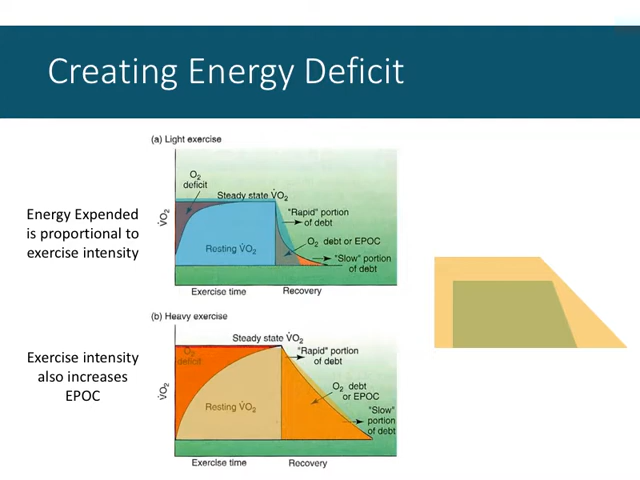 Creating Energy Deficit
Energy Expended
is proportional to
exercise intensity
(a) Light exercise
O₂
deficit
Steady state V̇O₂
V̇O₂
"Rapid" portion
of debt
Resting V̇O₂
O₂ debt or EPOC
"Slow" portion
of debt
Exercise time
Recovery
Exercise intensity
also increases
EPOC
(b) Heavy exercise
Steady state V̇O₂
O₂
deficit
"Rapid" portion
of debt
V̇O₂
O₂ debt
or EPOC
Resting V̇O₂
"Slow"
portion
of debt
Exercise time
Recovery